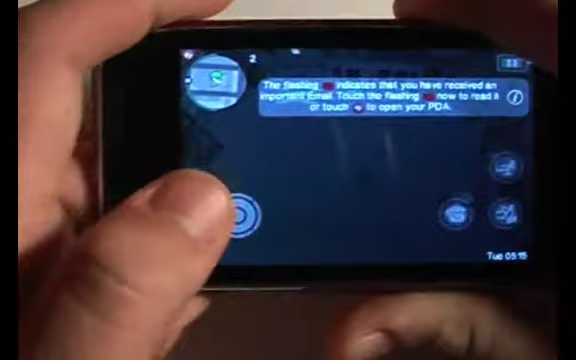 2
The flashing indicates that you have received an
important Email. Touch the flashing now to read it
or touch to open your PDA.
Tue 05:15